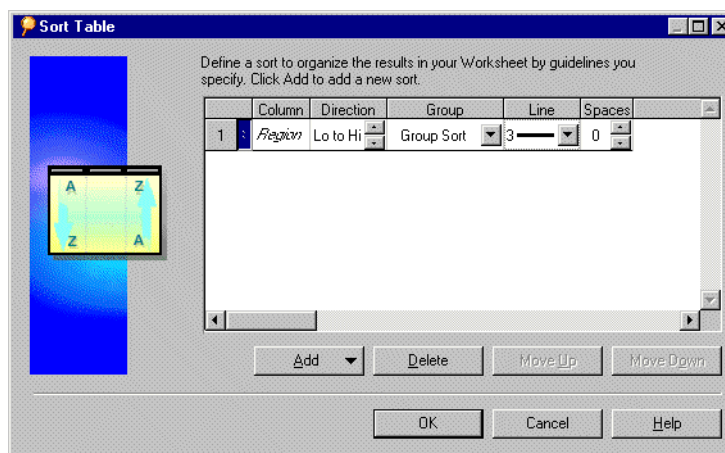 Sort Table
Define a sort to organize the results in your Worksheet by guidelines you
specify. Click Add to add a new sort.
Column Direction Group Line Spaces
1 Region Lo to Hi Group Sort 3 0
A Z
Z A
Add Delete Move Up Move Down
OK Cancel Help